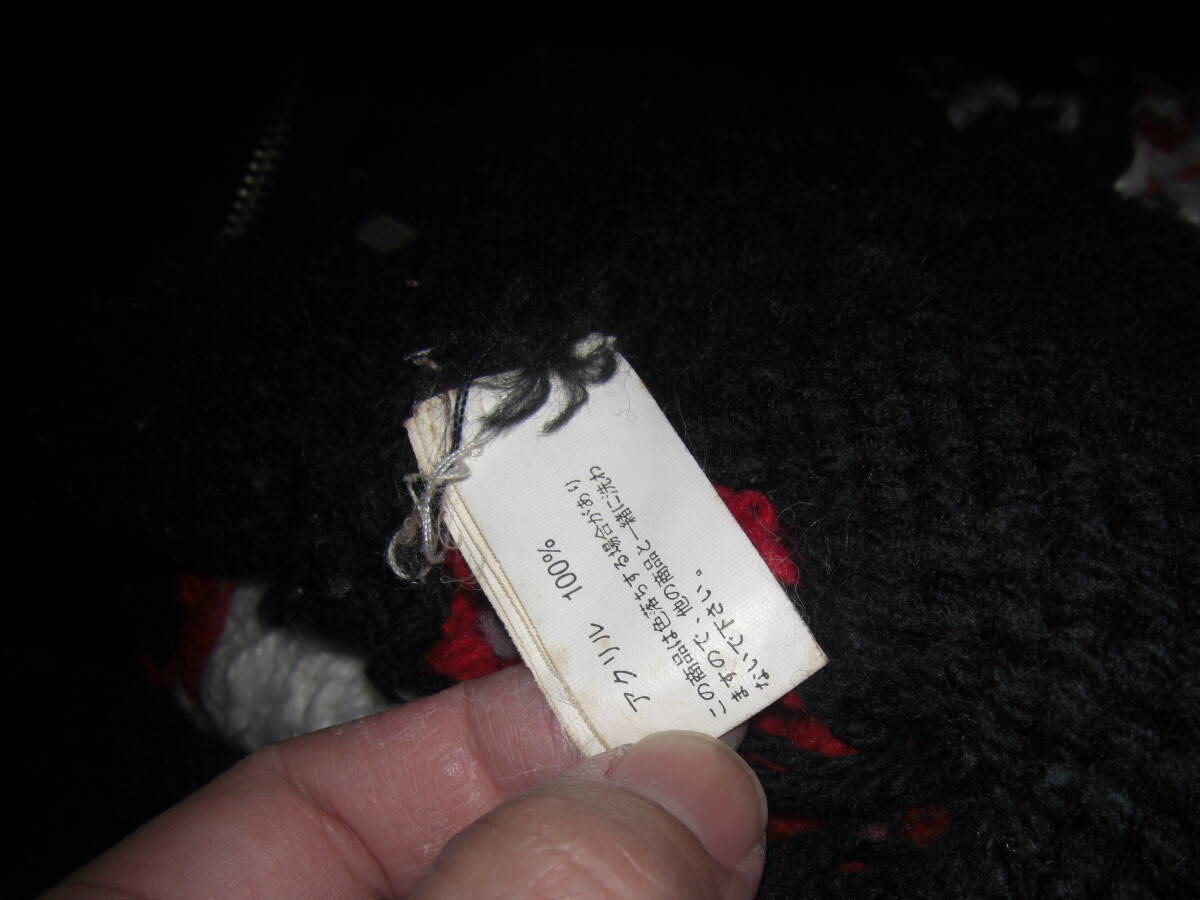 アクリル 100%
この商品は色落ちする場合があり
ますので、他の商品と一緒に洗わ
ないで下さい。